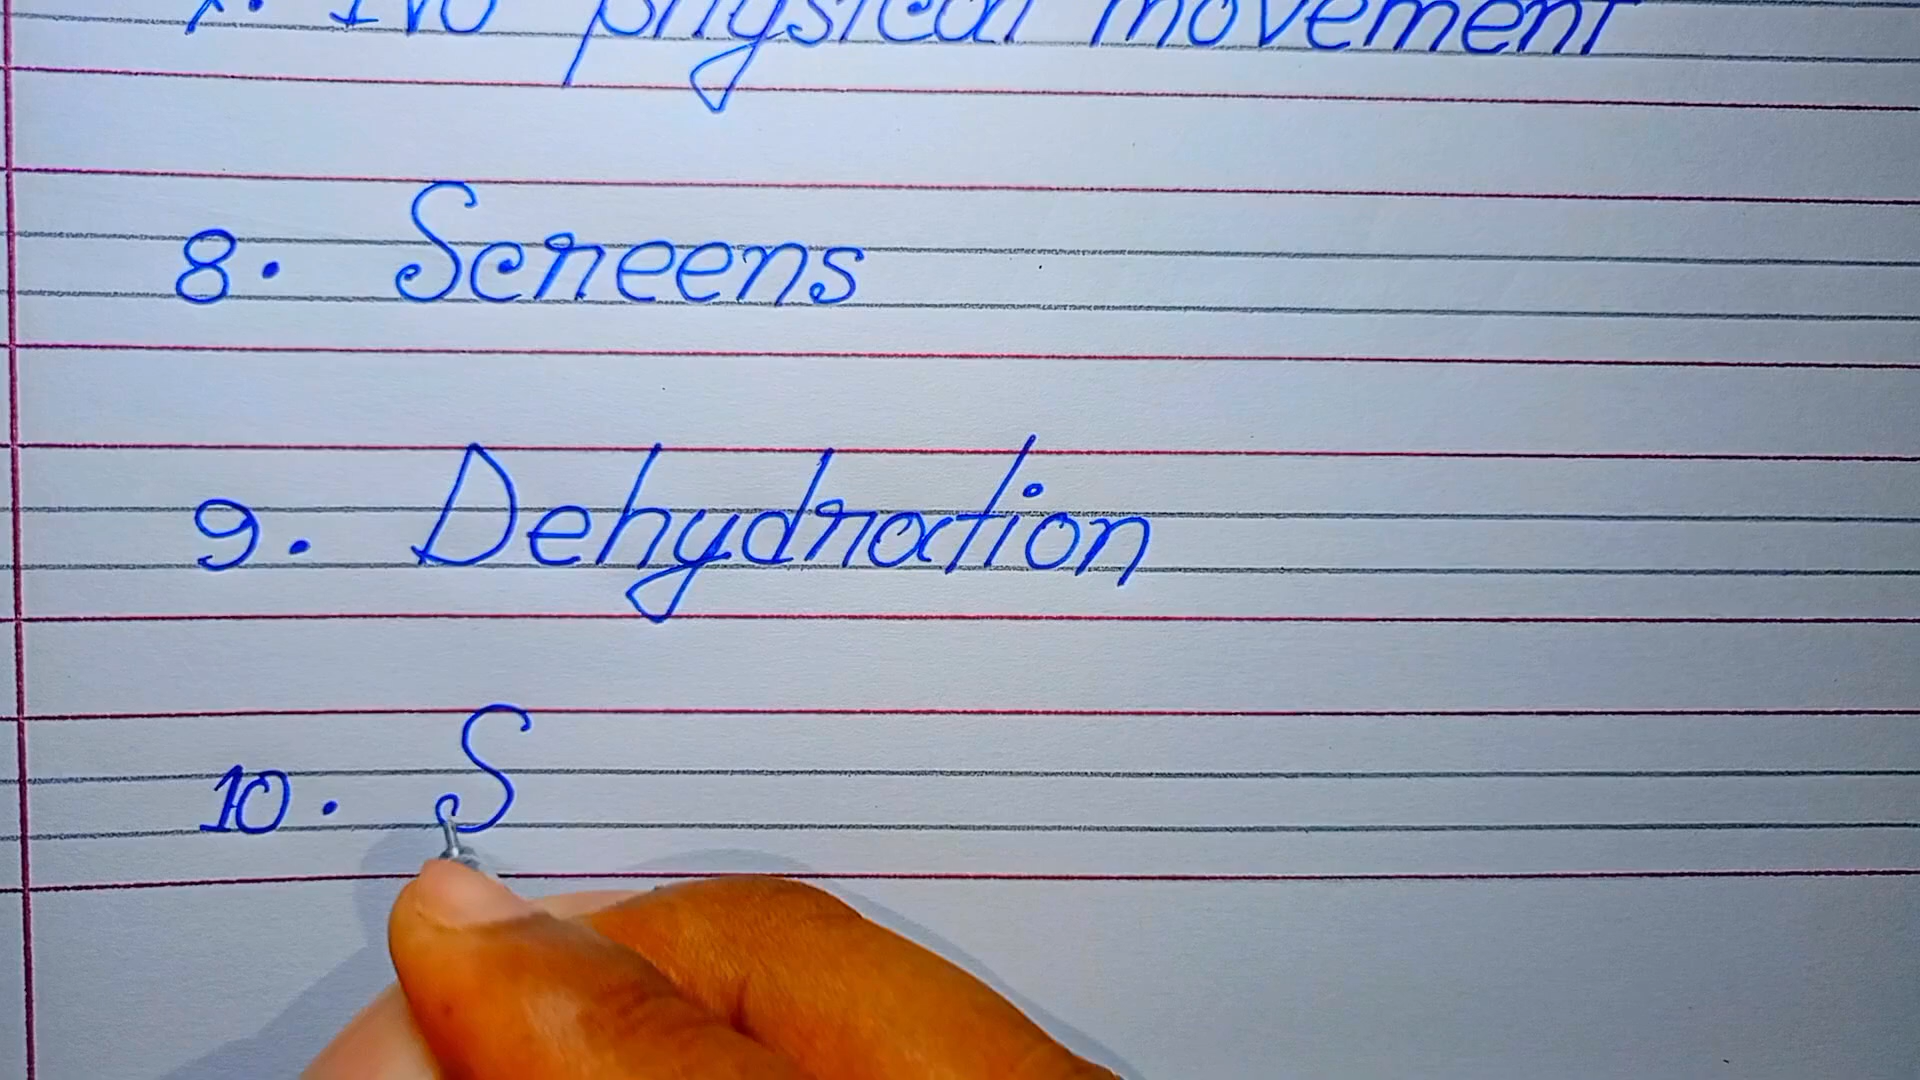 7. No physical movement
8. Screens
9. Dehydration
10. S